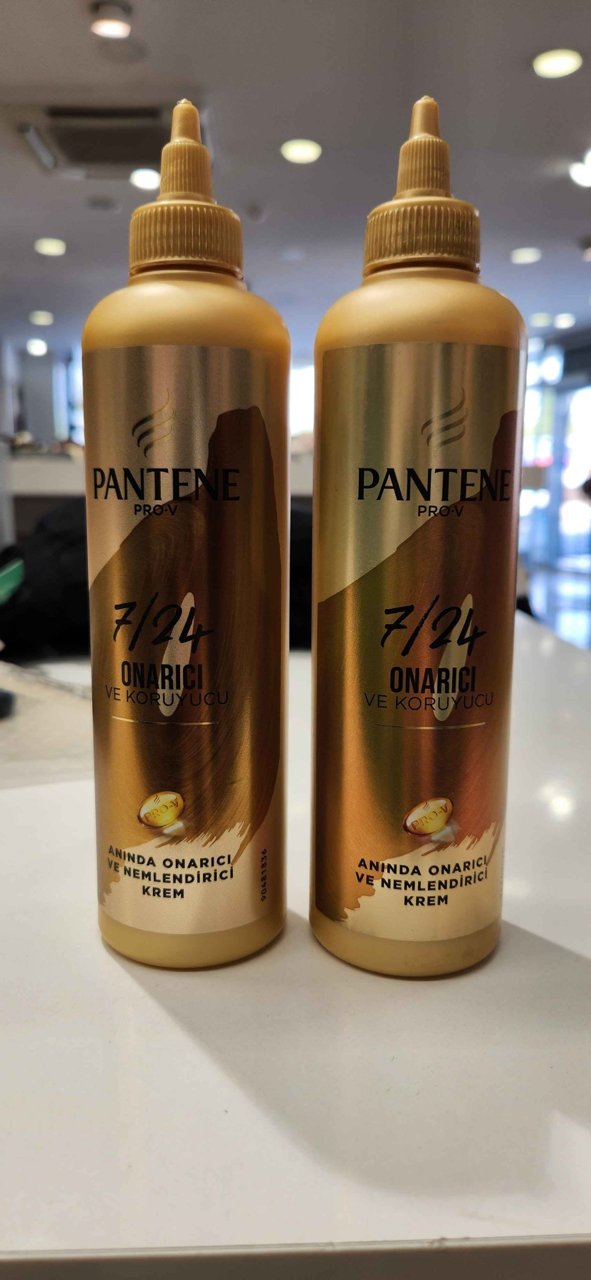 PANTENE
PRO-V
7/24
ONARICI
VE KORUYUCU
PRO-V
ANINDA ONARICI
VE NEMLENDİRİCİ
KREM
90481836
PANTENE
PRO-V
7/24
ONARICI
VE KORUYUCU
PRO-V
ANINDA ONARICI
VE NEMLENDİRİCİ
KREM